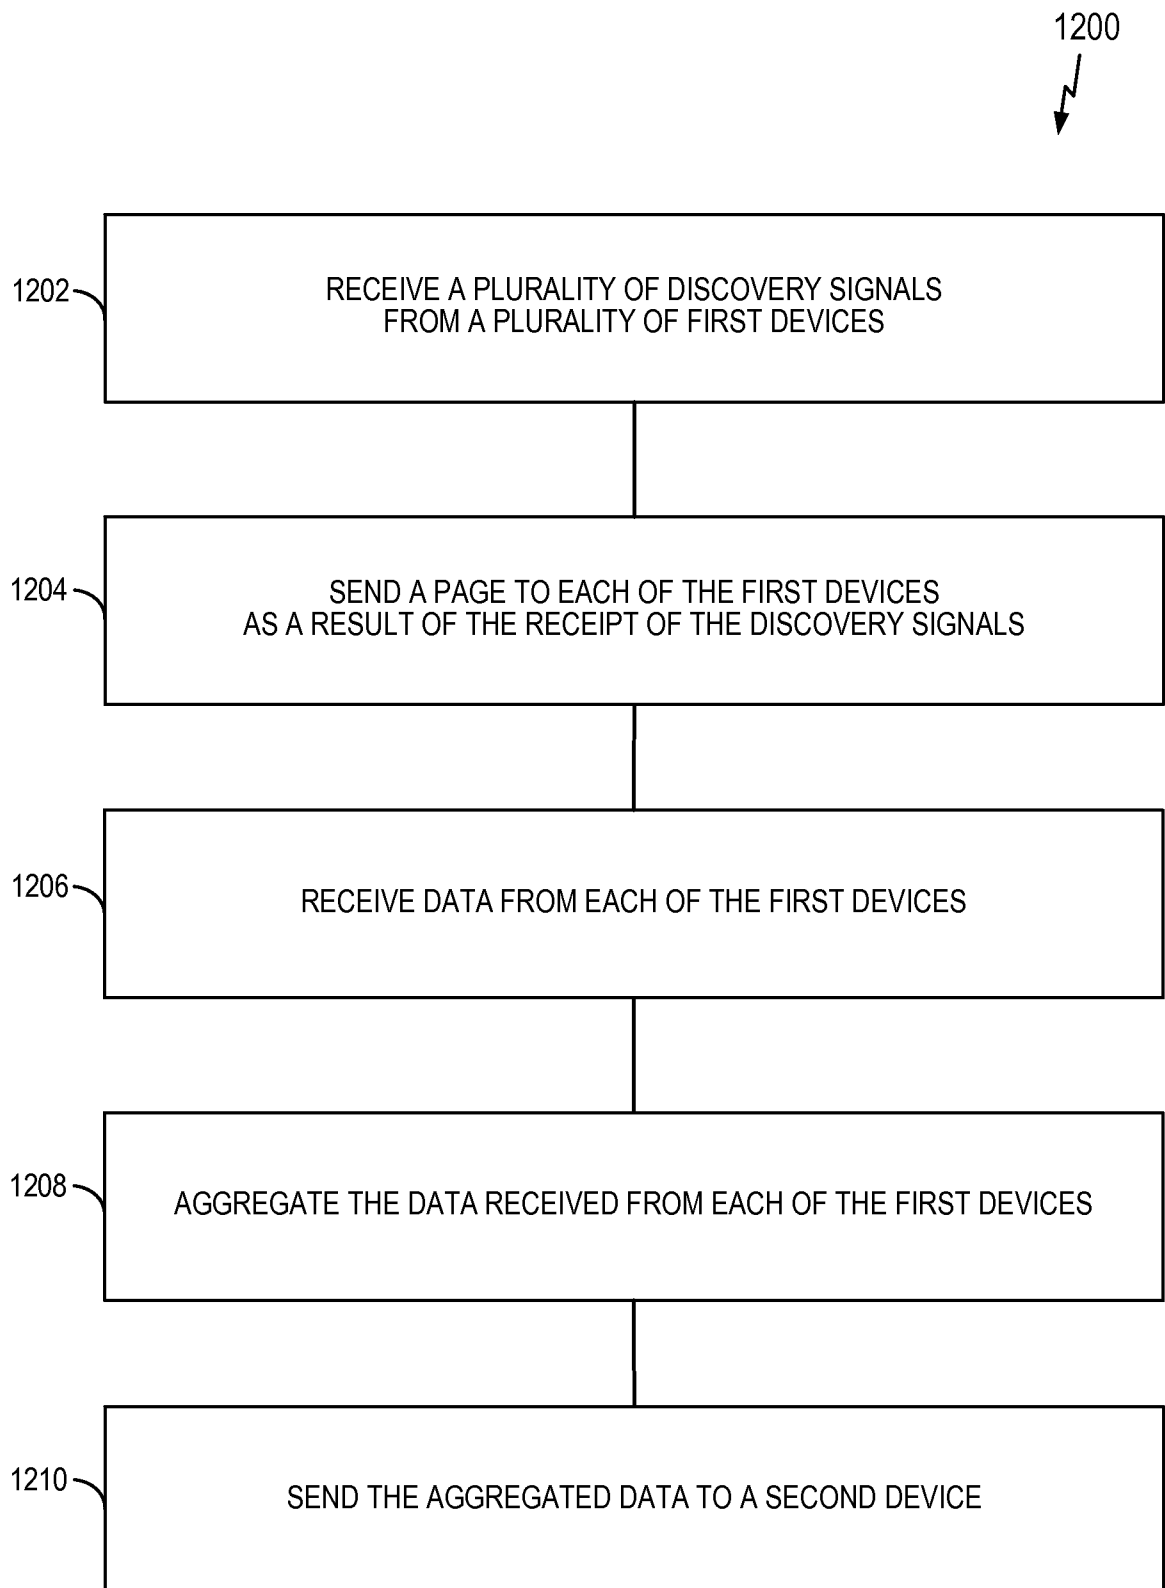 1200
1202
RECEIVE A PLURALITY OF DISCOVERY SIGNALS
FROM A PLURALITY OF FIRST DEVICES
1204
SEND A PAGE TO EACH OF THE FIRST DEVICES
AS A RESULT OF THE RECEIPT OF THE DISCOVERY SIGNALS
1206
RECEIVE DATA FROM EACH OF THE FIRST DEVICES
1208
AGGREGATE THE DATA RECEIVED FROM EACH OF THE FIRST DEVICES
1210
SEND THE AGGREGATED DATA TO A SECOND DEVICE